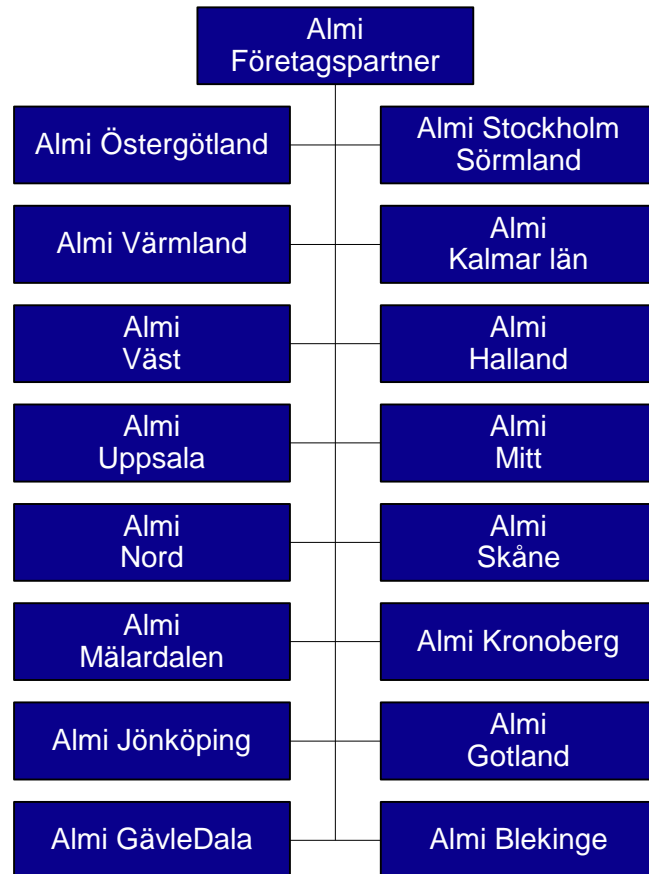 Almi
Företagspartner
Almi Östergötland
Almi Stockholm
Sörmland
Almi Värmland
Almi
Kalmar län
Almi
Väst
Almi
Halland
Almi
Uppsala
Almi
Mitt
Almi
Nord
Almi
Skåne
Almi
Mälardalen
Almi Kronoberg
Almi Jönköping
Almi
Gotland
Almi GävleDala
Almi Blekinge